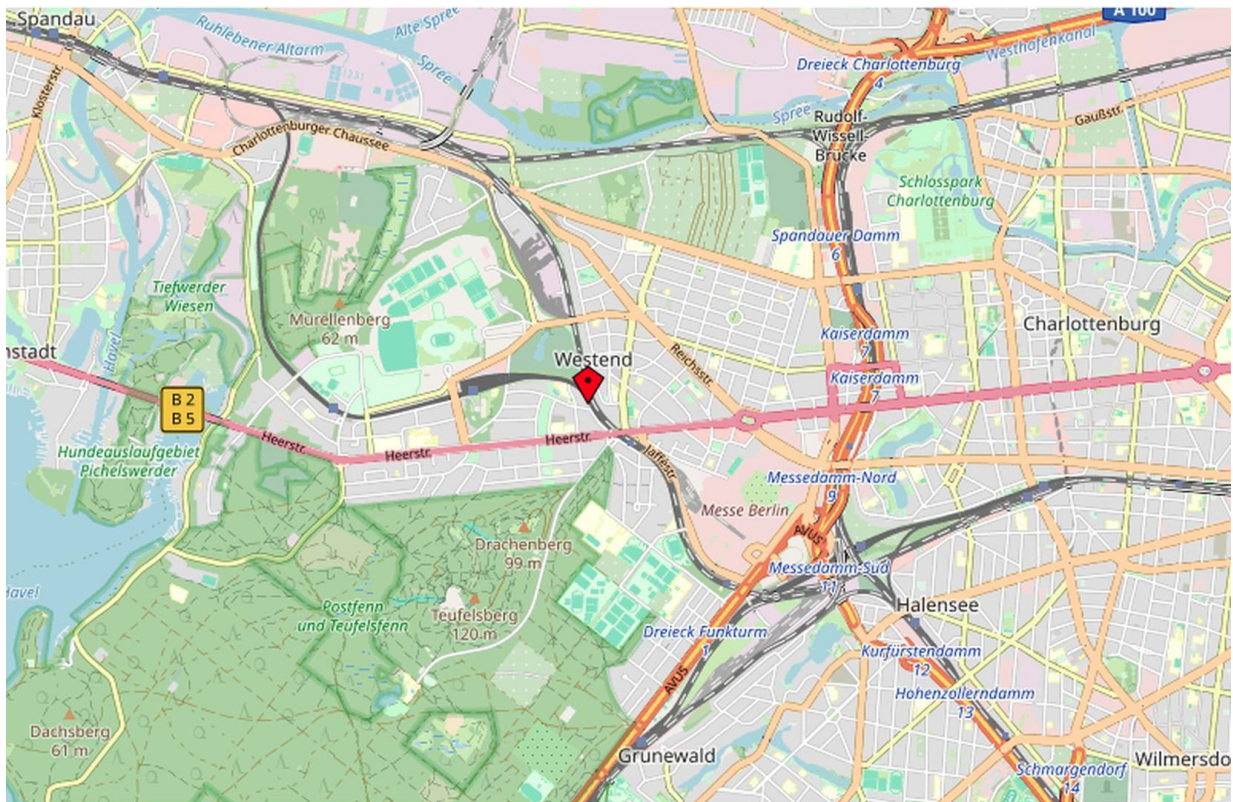 Spandau
Ruhlebener Altarm
Alte Spree
A 100
Westhafenkanal
Dreieck Charlottenburg
4
Klosterstr.
Spree
Spree
Rudolf-
Wissell-
Brücke
Gaußstr.
Charlottenburger Chaussee
Schlosspark
Charlottenburg
Spandauer Damm
6
Tiefwerder
Wiesen
Murellenberg
62 m
Havel
Kaiserdamm
7
Charlottenburg
nstadt
Westend
Reichsstr.
Kaiserdamm
7
B 2
B 5
Heerstr.
Heerstr.
Heerstr.
Hundeauslaufgebiet
Pichelswerder
Jafféstr.
Messedamm-Nord
9
Messe Berlin
AVUS
Drachenberg
99 m
Messedamm-Süd
11
Havel
Postfenn
und Teufelsfenn
Teufelsberg
120 m
Halensee
Dreieck Funkturm
1
Kurfürstendamm
12
AVUS
Hohenzollerndamm
13
Dachsberg
61 m
Grunewald
Schmargendorf
14
Wilmersdo